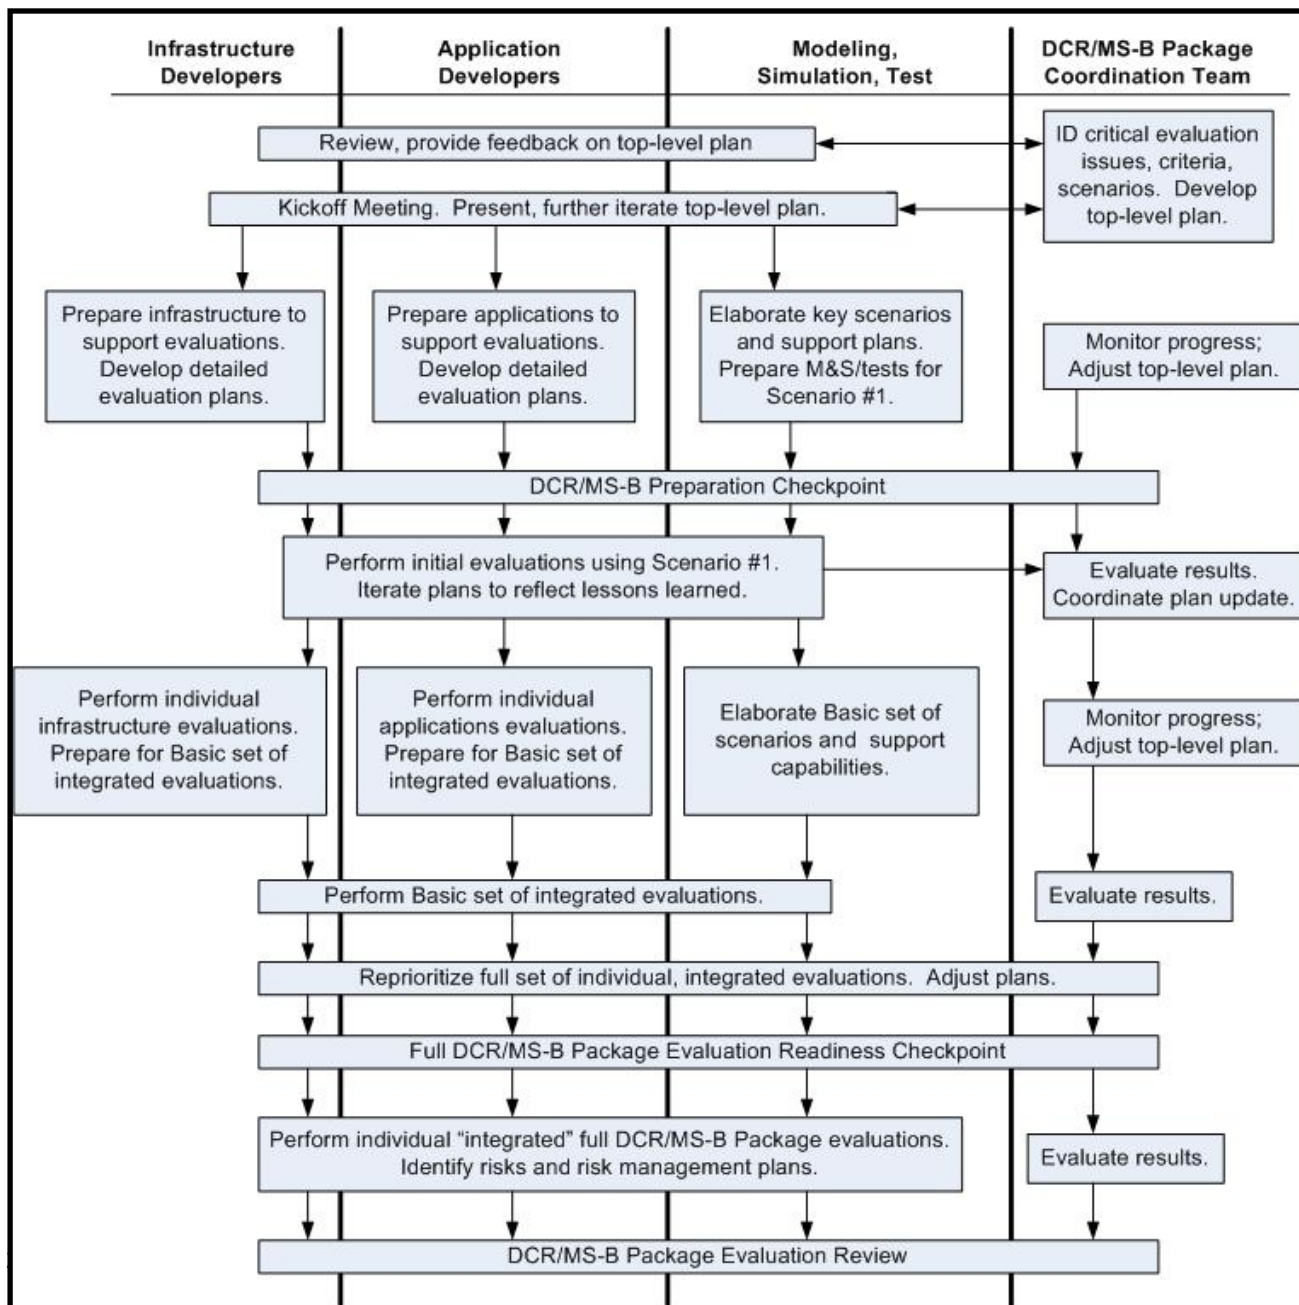 Infrastructure
Developers
Application
Developers
Modeling,
Simulation, Test
DCR/MS-B Package
Coordination Team
Review, provide feedback on top-level plan
ID critical evaluation
issues, criteria,
scenarios.  Develop
top-level plan.
Kickoff Meeting.  Present, further iterate top-level plan.
Prepare infrastructure to
support evaluations.
Develop detailed
evaluation plans.
Prepare applications to
support evaluations.
Develop detailed
evaluation plans.
Elaborate key scenarios
and support plans.
Prepare M&S/tests for
Scenario #1.
Monitor progress;
Adjust top-level plan.
DCR/MS-B Preparation Checkpoint
Perform initial evaluations using Scenario #1.
Iterate plans to reflect lessons learned.
Evaluate results.
Coordinate plan update.
Perform individual
infrastructure evaluations.
Prepare for Basic set of
integrated evaluations.
Perform individual
applications evaluations.
Prepare for Basic set of
integrated evaluations.
Elaborate Basic set of
scenarios and  support
capabilities.
Monitor progress;
Adjust top-level plan.
Perform Basic set of integrated evaluations.
Evaluate results.
Reprioritize full set of individual, integrated evaluations.  Adjust plans.
Full DCR/MS-B Package Evaluation Readiness Checkpoint
Perform individual “integrated” full DCR/MS-B Package evaluations.
Identify risks and risk management plans.
Evaluate results.
DCR/MS-B Package Evaluation Review